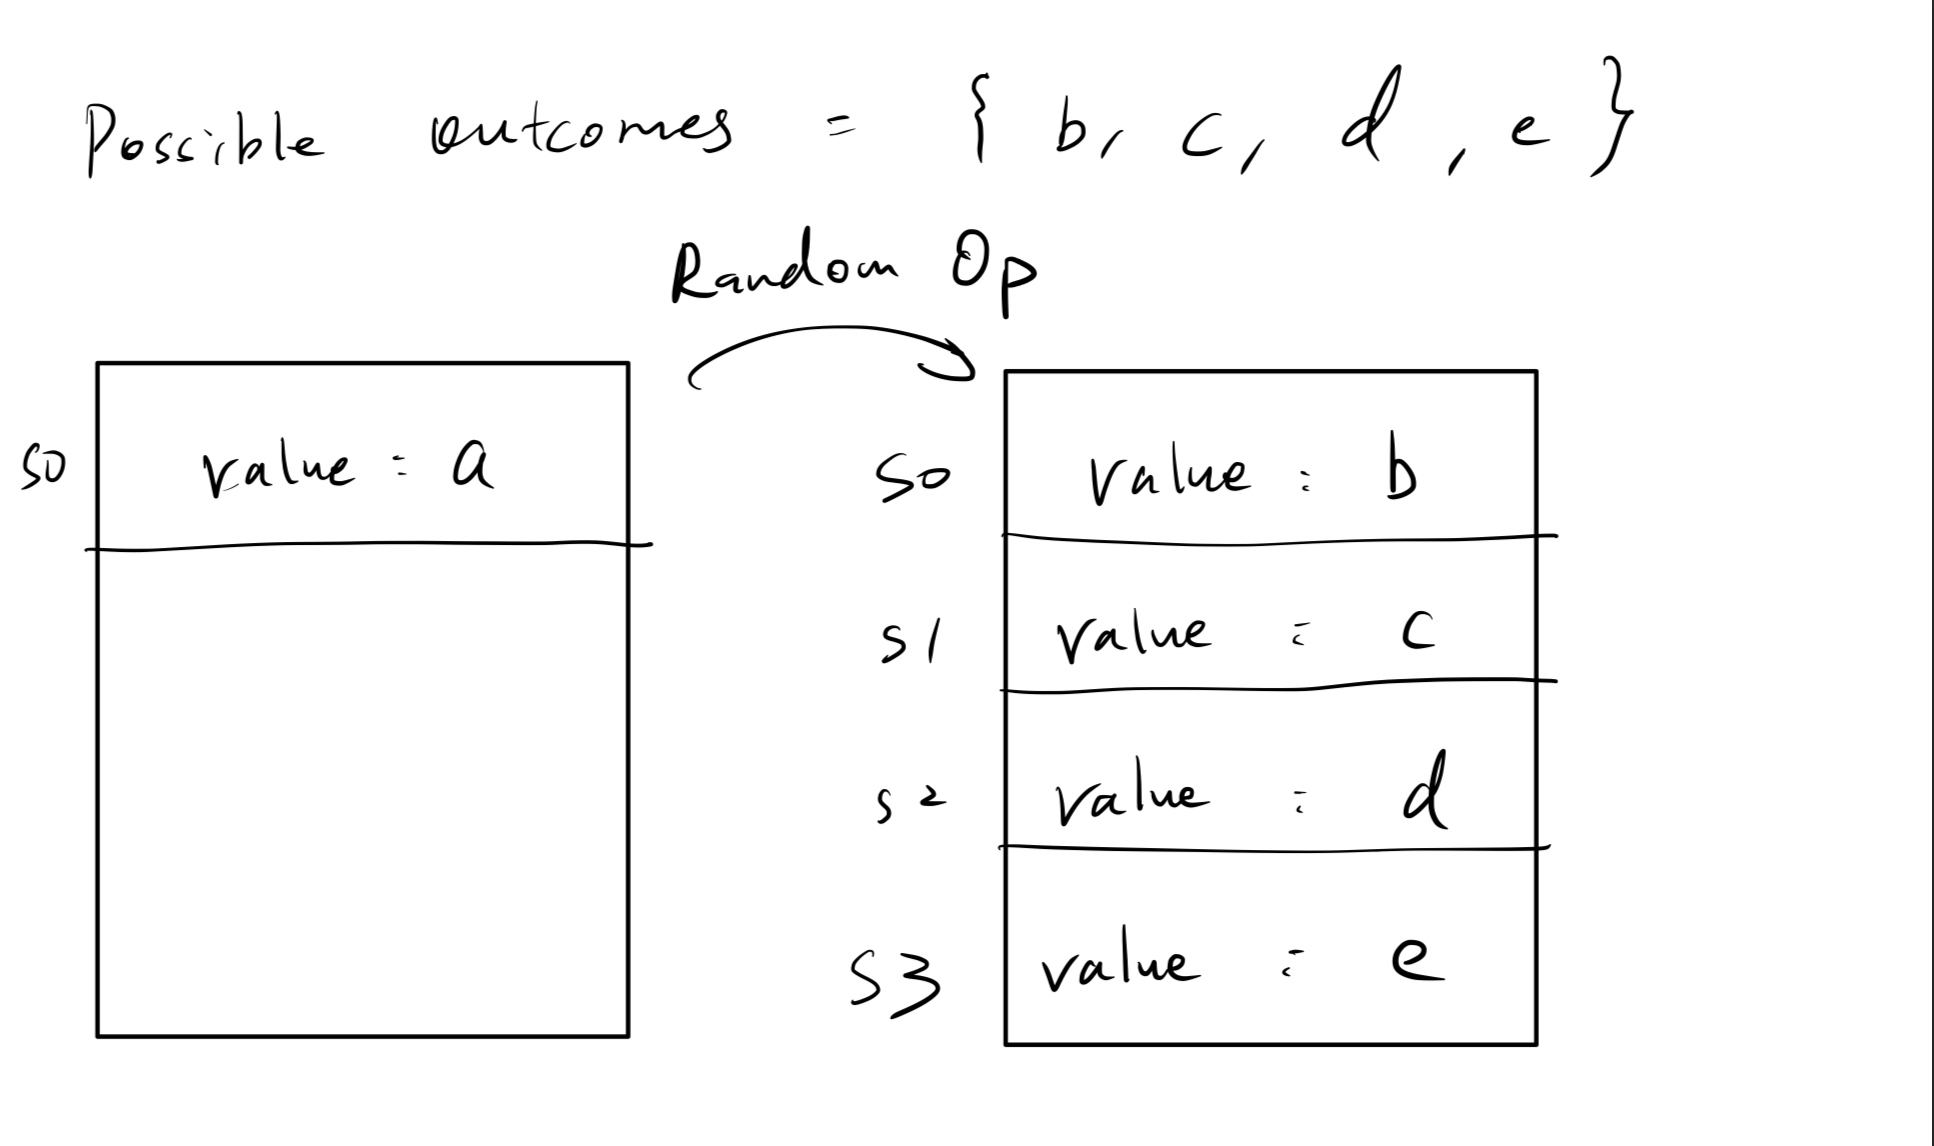 Possible outcomes = { b, c, d, e }
Random Op
s0 value : a
s0 value : b
s1 value : c
s2 value : d
s3 value : e